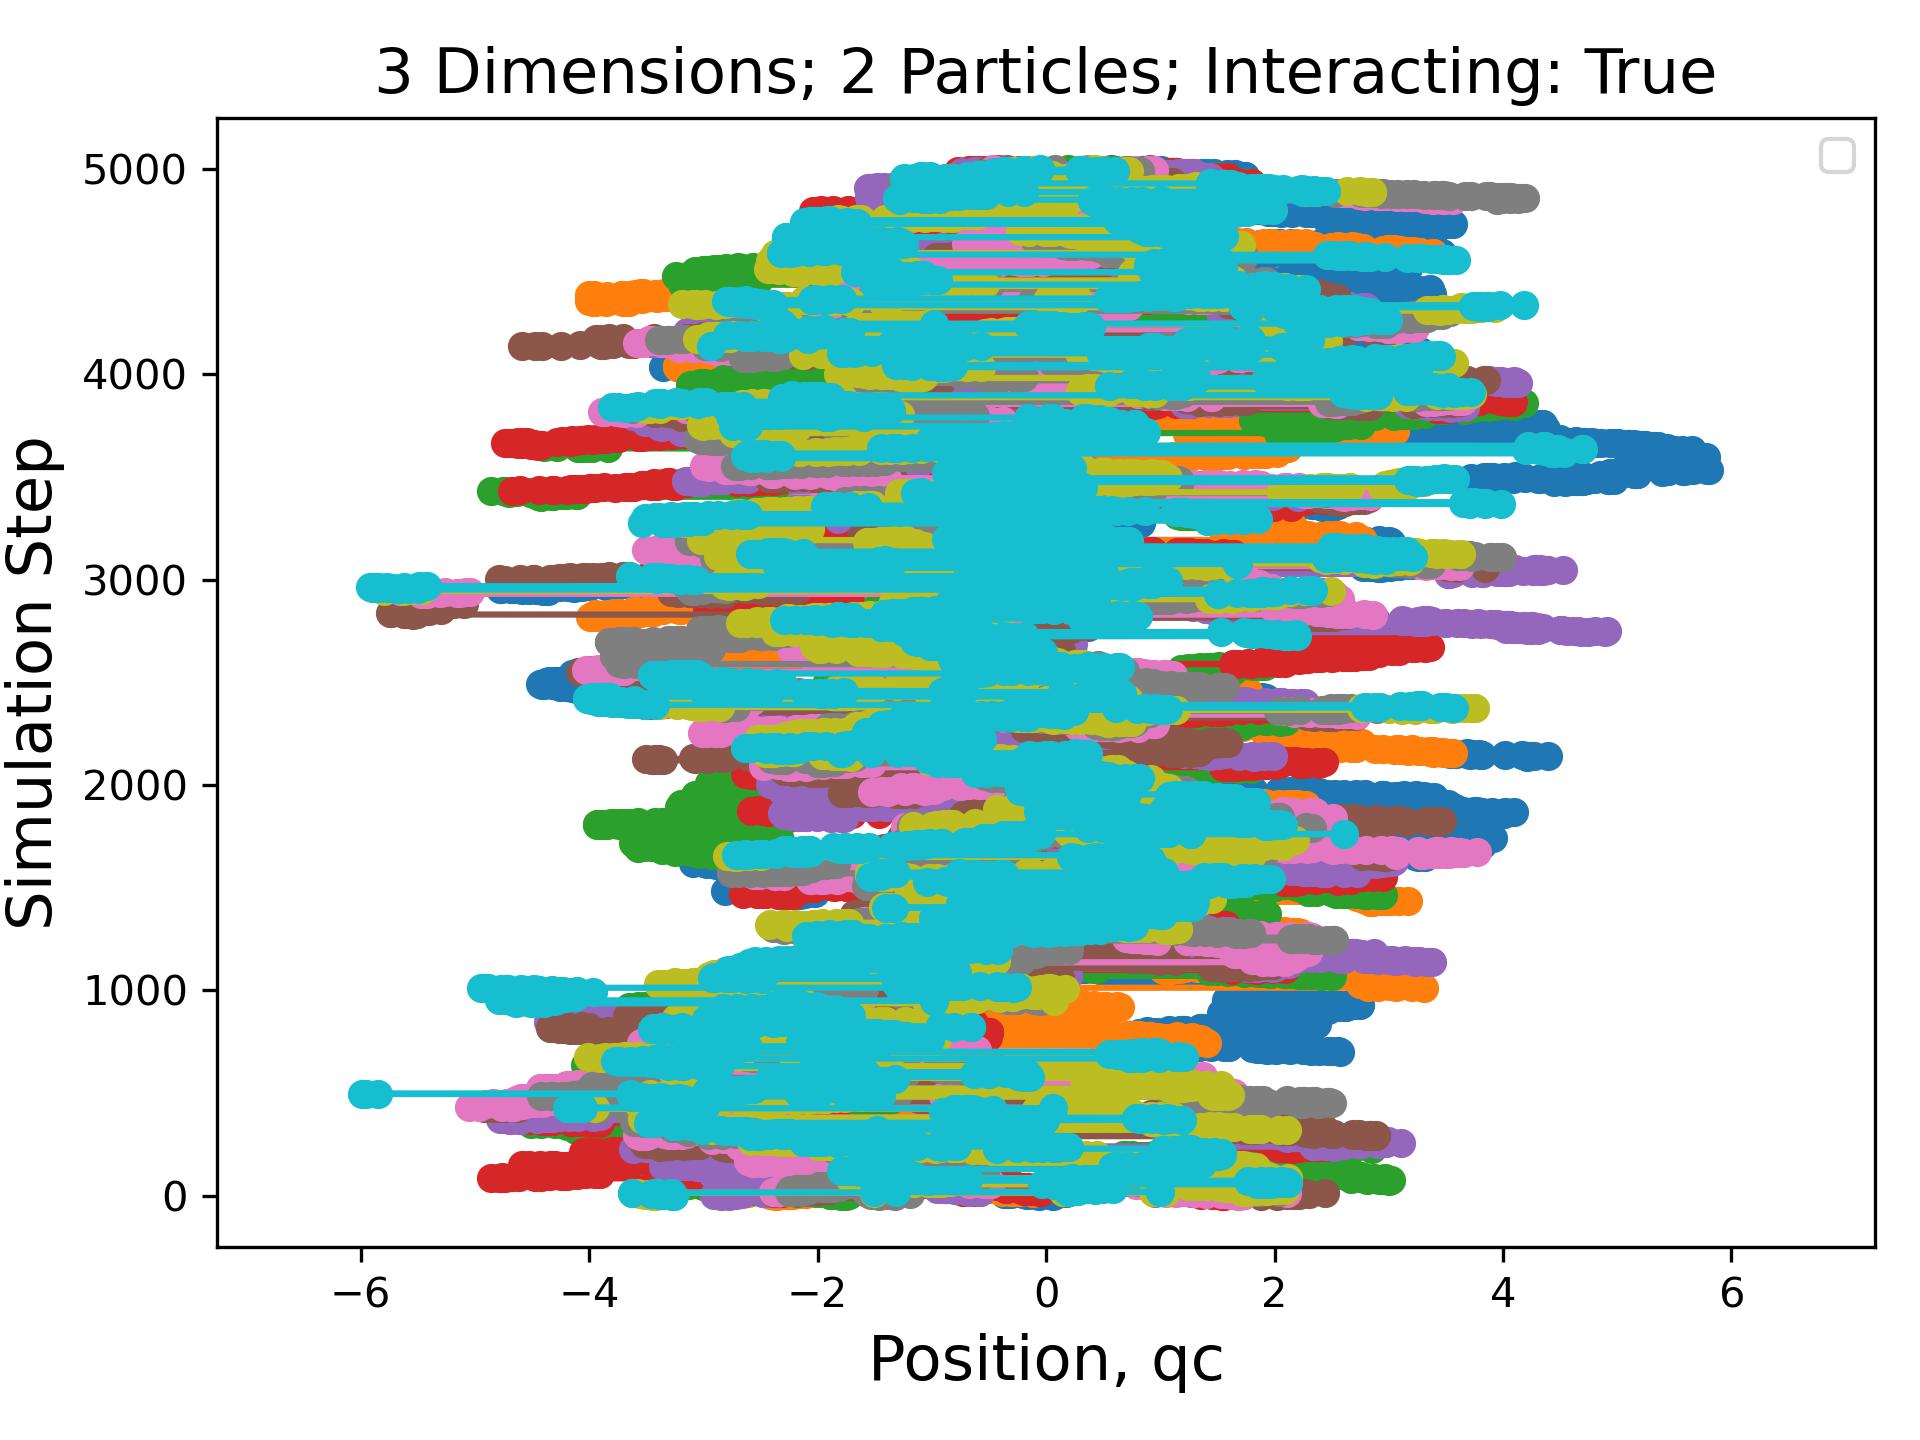 3 Dimensions; 2 Particles; Interacting: True
Simulation Step
5000
4000
3000
2000
1000
0
−6 −4 −2 0 2 4 6
Position, qc